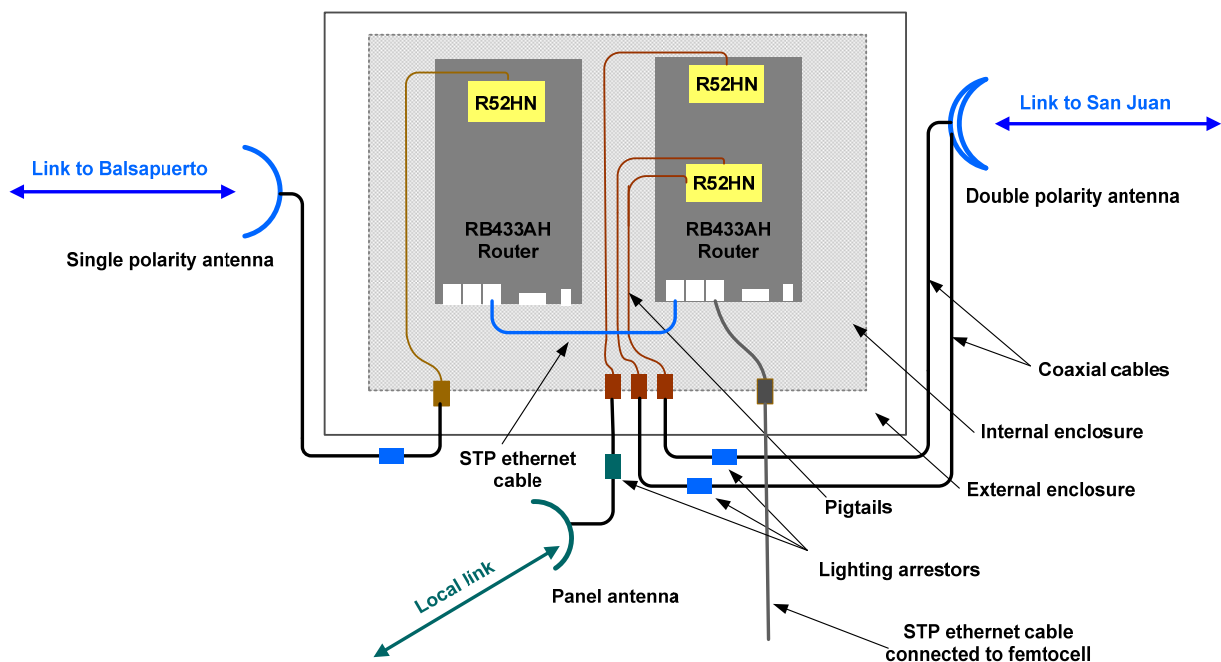 R52HN
R52HN
Link to San Juan
Link to Balsapuerto
R52HN
Double polarity antenna
RB433AH
Router
RB433AH
Router
Single polarity antenna
Coaxial cables
Internal enclosure
STP ethernet
cable
External enclosure
Pigtails
Local link
Lighting arrestors
Panel antenna
STP ethernet cable
connected to femtocell